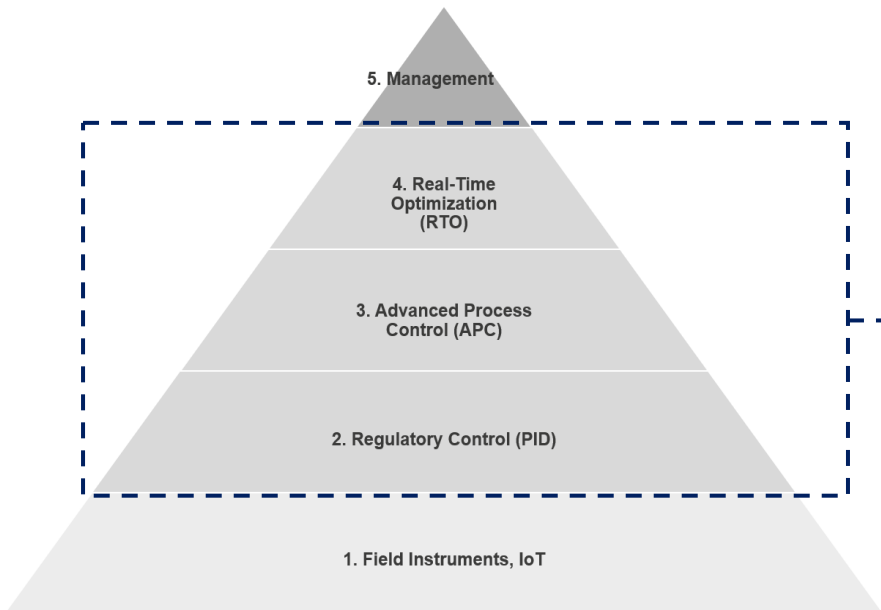 5. Management
4. Real-Time
Optimization
(RTO)
3. Advanced Process
Control (APC)
2. Regulatory Control (PID)
1. Field Instruments, IoT